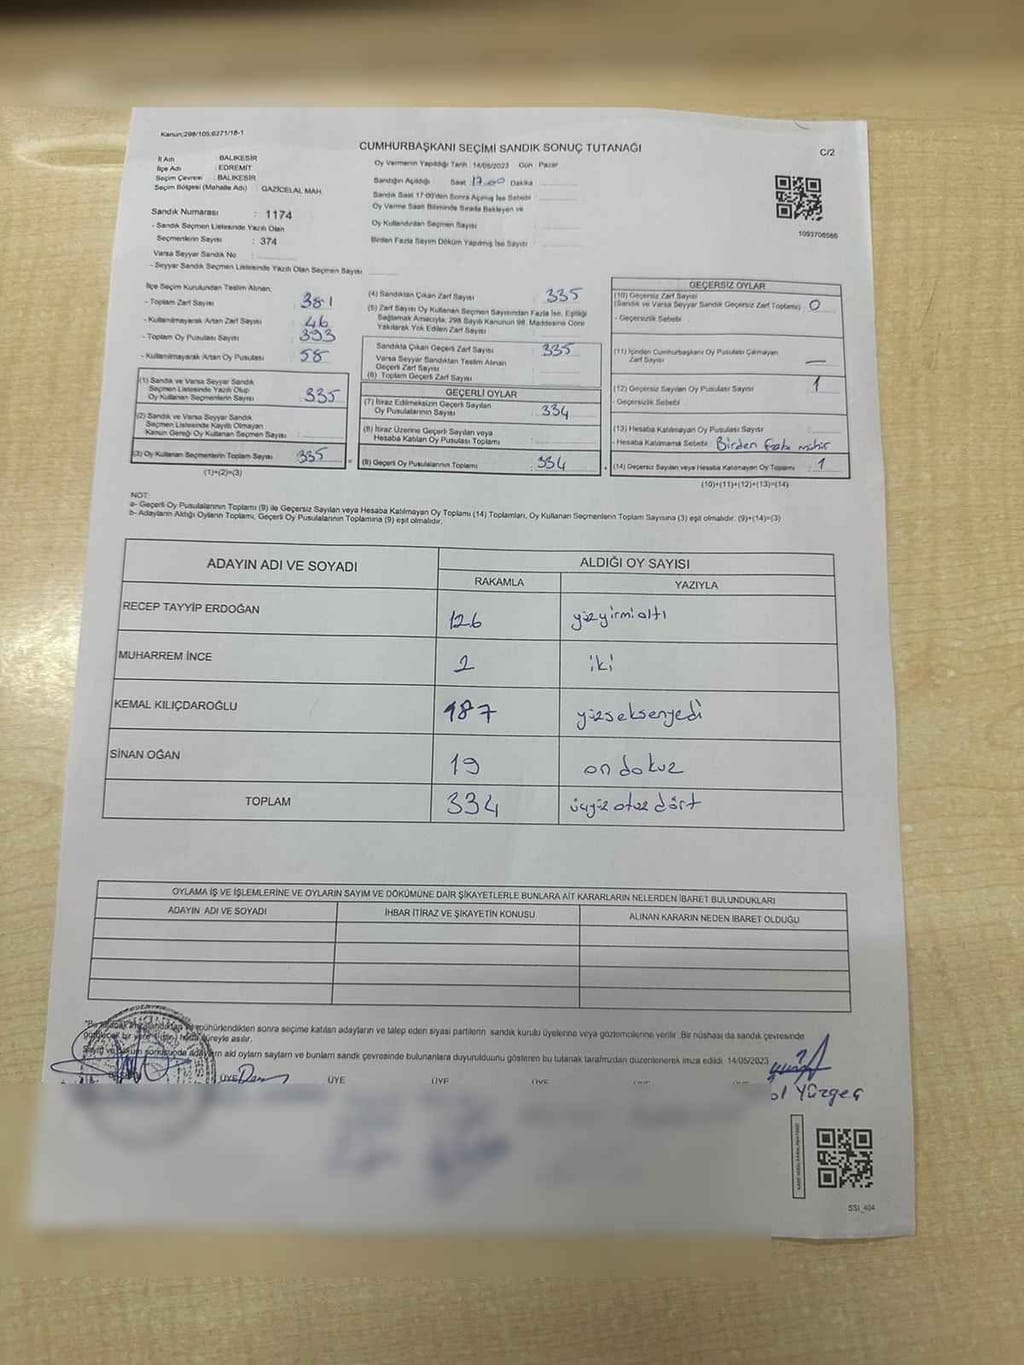 Kanun:298/105:6271/18-1
CUMHURBAŞKANI SEÇİMİ SANDIK SONUÇ TUTANAĞI
C/2
İl Adı BALIKESİR
İlçe Adı : EDREMİT
Seçim Çevresi : BALIKESİR
Seçim Bölgesi (Mahalle Adı) : GAZİCELAL MAH.
Oy Vermenin Yapıldığı Tarih : 14/05/2023 Gün : Pazar
Sandığın Açıldığı Saat 17.00 Dakika
Sandık Saat 17:00'den Sonra Açılmış İse Sebebi
Oy Verme Saati Bitiminde Sırada Bekleyen ve
Oy Kullandırılan Seçmen Sayısı
Birden Fazla Sayım Döküm Yapılmış İse Sayısı
1093708586
Sandık Numarası : 1174
- Sandık Seçmen Listesinde Yazılı Olan
Seçmenlerin Sayısı : 374
Varsa Seyyar Sandık No
- Seyyar Sandık Seçmen Listesinde Yazılı Olan Seçmen Sayısı
İlçe Seçim Kurulundan Teslim Alınan;
- Toplam Zarf Sayısı 381
- Kullanılmayarak Artan Zarf Sayısı 46
- Toplam Oy Pusulası Sayısı 393
- Kullanılmayarak Artan Oy Pusulası 58
(1) Sandık ve Varsa Seyyar Sandık
Seçmen Listesinde Yazılı Olup
Oy Kullanan Seçmenlerin Sayısı 335
(2) Sandık ve Varsa Seyyar Sandık
Seçmen Listesinde Kayıtlı Olmayan
Kanun Gereği Oy Kullanan Seçmen Sayısı
(3) Oy Kullanan Seçmenlerin Toplam Sayısı 335
(1)+(2)=(3)
(4) Sandıktan Çıkan Zarf Sayısı 335
(5) Zarf Sayısı Oy Kullanan Seçmen Sayısından Fazla İse, Eşitliği
Sağlamak Amacıyla; 298 Sayılı Kanunun 98. Maddesine Göre
Yakılarak Yok Edilen Zarf Sayısı
Sandıkta Çıkan Geçerli Zarf Sayısı 335
Varsa Seyyar Sandıktan Teslim Alınan
Geçerli Zarf Sayısı
(6) Toplam Geçerli Zarf Sayısı
GEÇERLİ OYLAR
(7) İtiraz Edilmeksizin Geçerli Sayılan
Oy Pusulalarının Sayısı 334
(8) İtiraz Üzerine Geçerli Sayılan veya
Hesaba Katılan Oy Pusulası Toplamı
(9) Geçerli Oy Pusulalarının Toplamı 334
GEÇERSİZ OYLAR
(10) Geçersiz Zarf Sayısı
(Sandık ve Varsa Seyyar Sandık Geçersiz Zarf Toplamı) 0
- Geçersizlik Sebebi
(11) İçinden Cumhurbaşkanı Oy Pusulası Çıkmayan
Zarf Sayısı —
(12) Geçersiz Sayılan Oy Pusulası Sayısı 1
- Geçersizlik Sebebi
(13) Hesaba Katılmayan Oy Pusulası Sayısı
- Hesaba Katılmama Sebebi : Birden fazla mühür
(14) Geçersiz Sayılan veya Hesaba Katılmayan Oy Toplamı 1
(10)+(11)+(12)+(13)=(14)
NOT:
a- Geçerli Oy Pusulalarının Toplamı (9) ile Geçersiz Sayılan veya Hesaba Katılmayan Oy Toplamı (14) Toplamları, Oy Kullanan Seçmenlerin Toplam Sayısına (3) eşit olmalıdır. (9)+(14)=(3)
b- Adayların Aldığı Oyların Toplamı, Geçerli Oy Pusulalarının Toplamına (9) eşit olmalıdır.
ADAYIN ADI VE SOYADI
ALDIĞI OY SAYISI
RAKAMLA YAZIYLA
RECEP TAYYİP ERDOĞAN 126 yüzyirmialtı
MUHARREM İNCE 2 iki
KEMAL KILIÇDAROĞLU 187 yüzseksenyedi
SİNAN OĞAN 19 on dokuz
TOPLAM 334 üçyüz otuz dört
OYLAMA İŞ VE İŞLEMLERİNE VE OYLARIN SAYIM VE DÖKÜMÜNE DAİR ŞİKAYETLERLE BUNLARA AİT KARARLARIN NELERDEN İBARET BULUNDUKLARI
ADAYIN ADI VE SOYADI İHBAR İTİRAZ VE ŞİKAYETİN KONUSU ALINAN KARARIN NEDEN İBARET OLDUĞU
mühürlendikten sonra seçime katılan adayların ve talep eden siyasi partilerin sandık kurulu üyelerine veya gözlemcilerine verilir. Bir nüshası da sandık çevresinde
süreyle asılır.
aid oyların sayılarını ve bunların sandık çevresinde bulunanlara duyurulduğunu gösteren bu tutanak tarafımızdan düzenlenerek imza edildi. 14/05/2023
ÜYE ÜYE ÜYE ÜYE
ol Yüzgeç
SSI_404